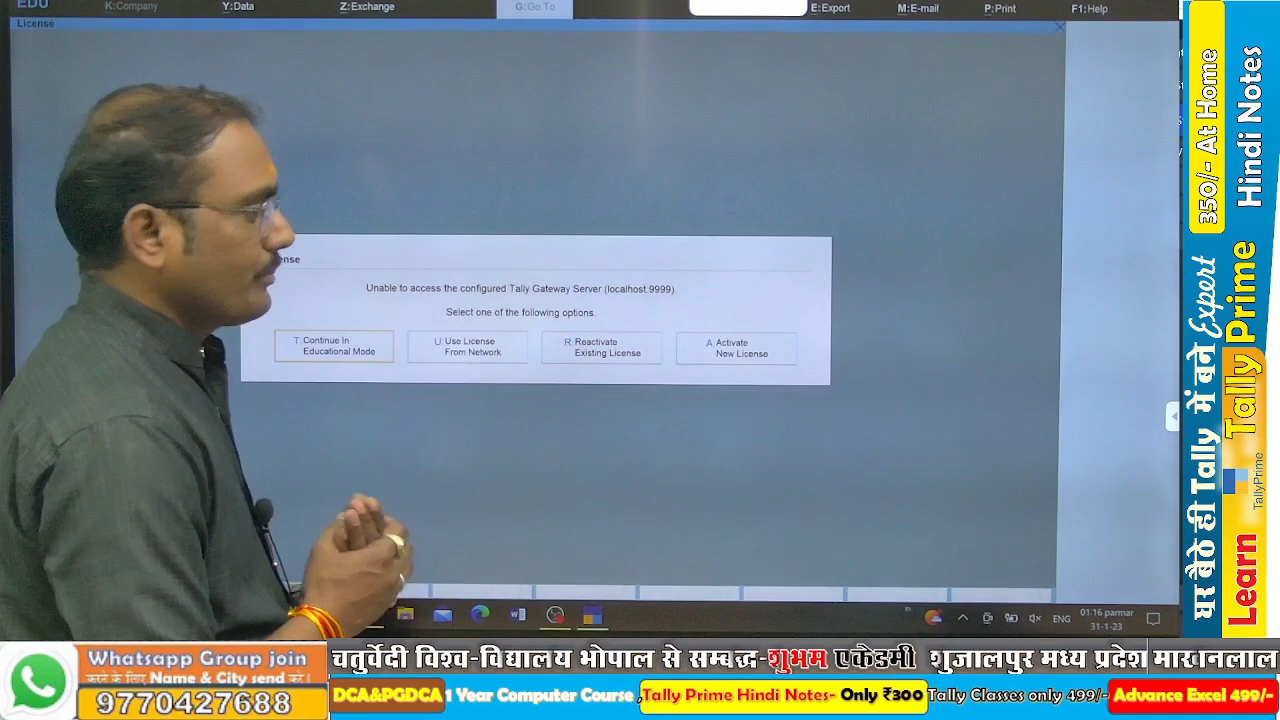 EDU
K:Company
Y:Data
Z:Exchange
G:Go To
E:Export
M:E-mail
P:Print
F1:Help
License
ense
Unable to access the configured Tally Gateway Server (localhost:9999).
Select one of the following options.
T: Continue In
Educational Mode
U: Use License
From Network
R: Reactivate
Existing License
A: Activate
New License
ENG
01:16 parmar
31-1-23
घर बैठे ही Tally में बने Expert
350/- At Home
Learn Tally Prime
Hindi Notes
TallyPrime
Whatsapp Group join
करने के लिए Name & City send करे।
9770427688
चतुर्वेदी विश्व-विद्यालय भोपाल से सम्बद्ध-शुभम एकेडमी शुजालपुर मध्य प्रदेश माखनलाल
DCA&PGDCA 1 Year Computer Course ,Tally Prime Hindi Notes- Only ₹300 Tally Classes only 499/- Advance Excel 499/-